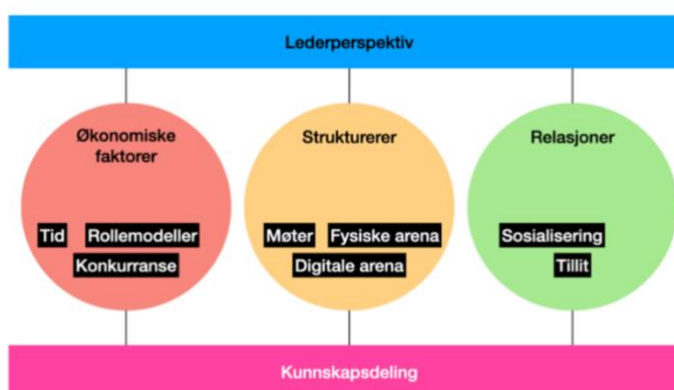 Lederperspektiv
Økonomiske
faktorer
Tid Rollemodeller
Konkurranse
Strukturerer
Møter Fysiske arena
Digitale arena
Relasjoner
Sosialisering
Tillit
Kunnskapsdeling